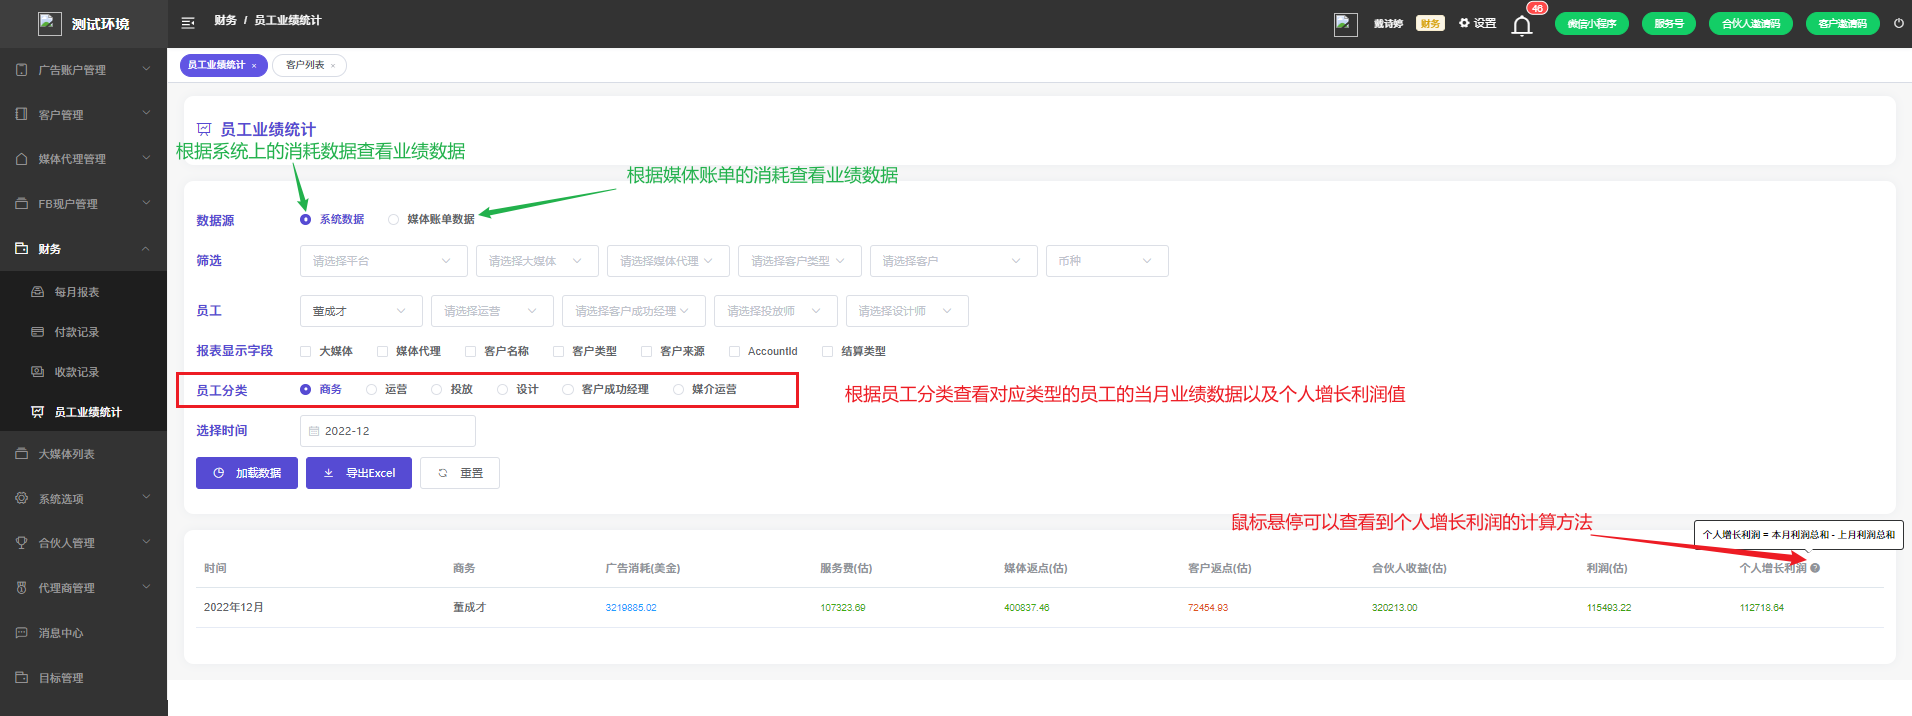 测试环境
财务 / 员工业绩统计
戴诗婷
财务
设置
46
微信小程序
服务号
合伙人邀请码
客户邀请码
广告账户管理
客户管理
媒体代理管理
FB现户管理
财务
每月报表
付款记录
收款记录
员工业绩统计
大媒体列表
系统选项
合伙人管理
代理商管理
消息中心
目标管理
员工业绩统计 ×
客户列表 ×
员工业绩统计
根据系统上的消耗数据查看业绩数据
根据媒体账单的消耗查看业绩数据
数据源 系统数据 媒体账单数据
筛选 请选择平台 请选择大媒体 请选择媒体代理 请选择客户类型 请选择客户 币种
员工 董成才 请选择运营 请选择客户成功经理 请选择投放师 请选择设计师
报表显示字段 大媒体 媒体代理 客户名称 客户类型 客户来源 AccountId 结算类型
员工分类 商务 运营 投放 设计 客户成功经理 媒介运营
根据员工分类查看对应类型的员工的当月业绩数据以及个人增长利润值
选择时间 2022-12
加载数据 导出Excel 重置
鼠标悬停可以查看到个人增长利润的计算方法
个人增长利润 = 本月利润总和 - 上月利润总和
时间 商务 广告消耗(美金) 服务费(估) 媒体返点(估) 客户返点(估) 合伙人收益(估) 利润(估) 个人增长利润
2022年12月 董成才 3219885.02 107323.69 400837.46 72454.93 320213.00 115493.22 112718.64